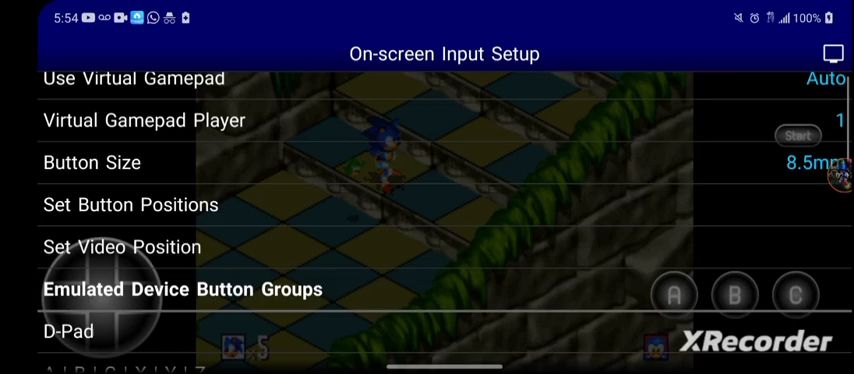 5:54 100%
On-screen Input Setup
Use Virtual Gamepad Auto
Virtual Gamepad Player 1
Start
Button Size 8.5mm
Set Button Positions
Set Video Position
Emulated Device Button Groups
A B C
D-Pad
5
XRecorder